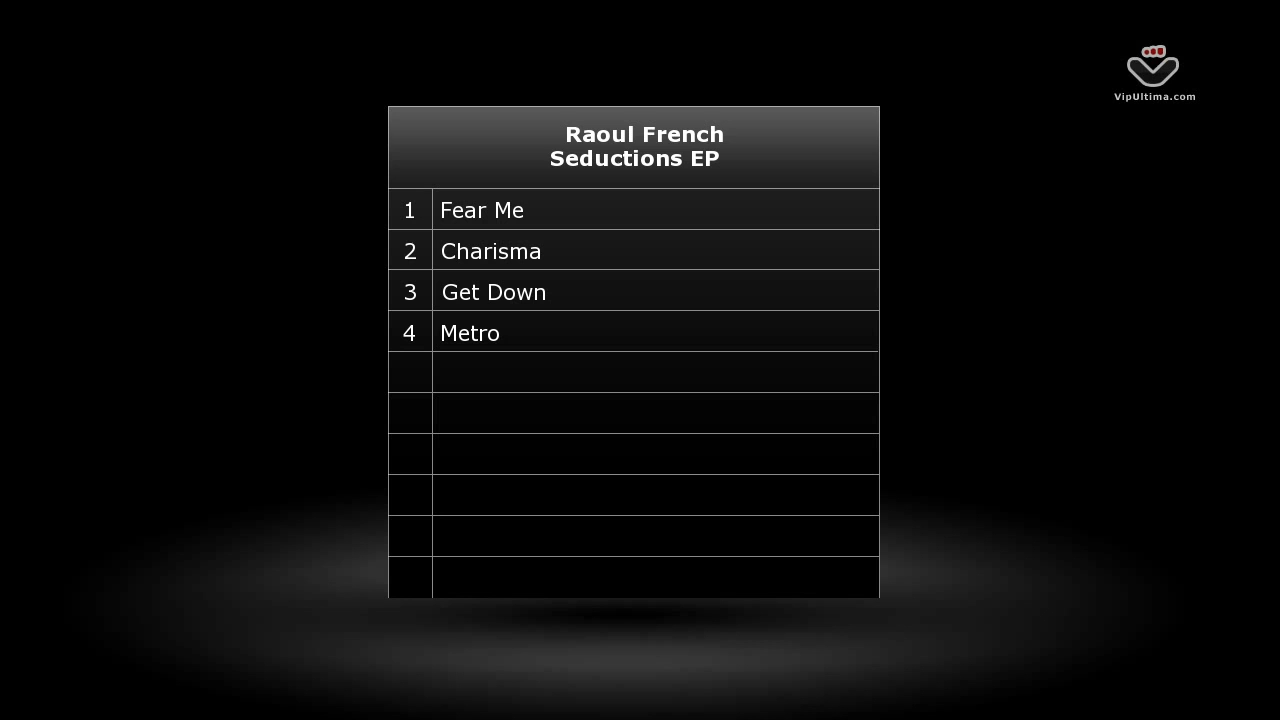 VipUltima.com
Raoul French
Seductions EP
1 Fear Me
2 Charisma
3 Get Down
4 Metro